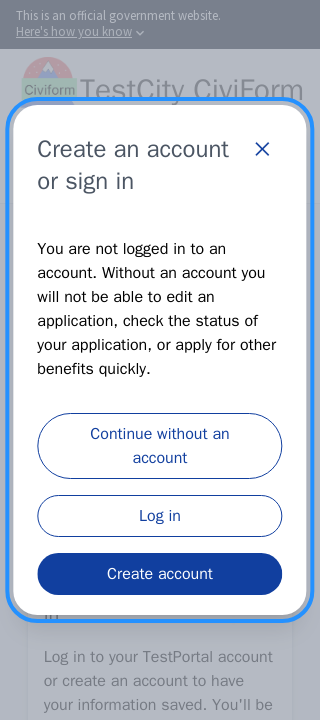 This is an official government website.
Here's how you know
Civiform
TestCity CiviForm
Create an account
or sign in
You are not logged in to an
account. Without an account you
will not be able to edit an
application, check the status of
your application, or apply for other
benefits quickly.
Continue without an
account
Log in
Create account
in
Log in to your TestPortal account
or create an account to have
your information saved. You'll be